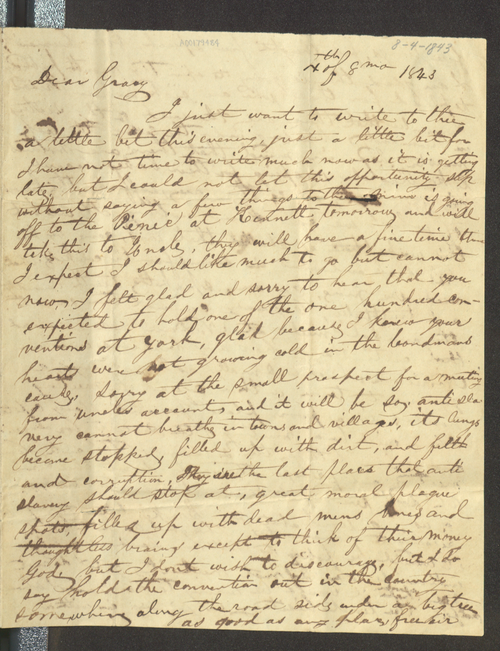 8-4-1843
4th of 8 mo 1843
Dear Gracy
I just want to write to thee
a little bit this evening, just a little bit for
I have not time to write much now as it is getting
late, but I could not let this opportunity slip
without saying a few things to thee is going
off to the Picnic at Kennett tomorrow and will
take this to Uncle, they will have a fine time there
I expect I should like much to go but cannot
now, I felt glad and sorry to hear that you
expected to hold one of the one hundred con-
ventions at York, glad because I knew your
hearts were not growing cold in the bondmans
cause, sorry at the small prospect for a meeting
from uncles account, and it will be so, anti sla-
very cannot breathe in towns and villages, its lungs
become stopped, filled up with dirt, and filth
and corruption, They are the last place that anti
slavery should stop at, great moral plague
spots, filled up with dead mens bones and
thoughtless beings except to think of their money
God, but I dont wish to discourage, but I do
say hold the convention out in the country
somewhere along the road side under a big tree
as good as any place, free air